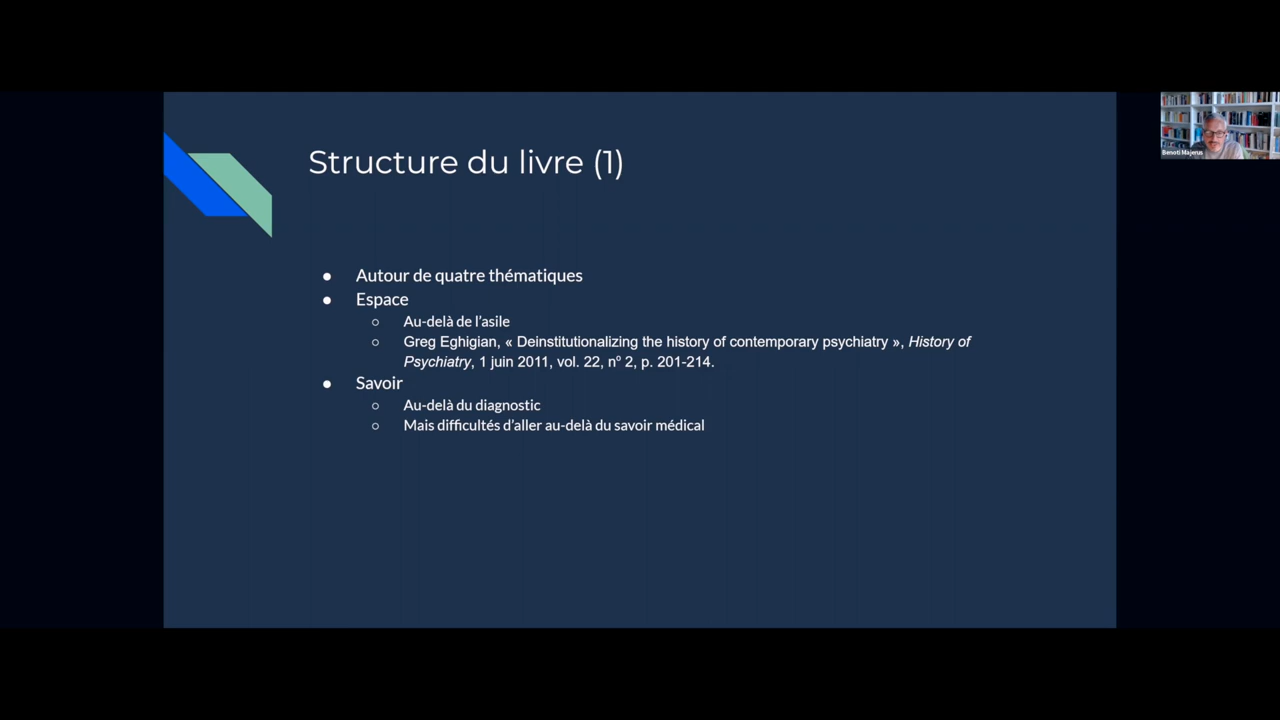 Structure du livre (1)
● Autour de quatre thématiques
● Espace
○ Au-delà de l'asile
○ Greg Eghigian, « Deinstitutionalizing the history of contemporary psychiatry », History of
Psychiatry, 1 juin 2011, vol. 22, nº 2, p. 201-214.
● Savoir
○ Au-delà du diagnostic
○ Mais difficultés d'aller au-delà du savoir médical
Benoti Majerus